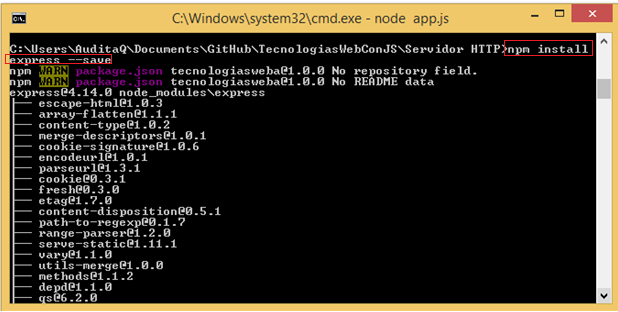 C:\Windows\system32\cmd.exe - node  app.js
C:\Users\AuditaQ\Documents\GitHub\TecnologiasWebConJS\Servidor HTTP>npm install
express --save
npm WARN package.json tecnologiasweba@1.0.0 No repository field.
npm WARN package.json tecnologiasweba@1.0.0 No README data
express@4.14.0 node_modules\express
├── escape-html@1.0.3
├── array-flatten@1.1.1
├── content-type@1.0.2
├── merge-descriptors@1.0.1
├── cookie-signature@1.0.6
├── encodeurl@1.0.1
├── parseurl@1.3.1
├── cookie@0.3.1
├── fresh@0.3.0
├── etag@1.7.0
├── content-disposition@0.5.1
├── path-to-regexp@0.1.7
├── range-parser@1.2.0
├── serve-static@1.11.1
├── vary@1.1.0
├── utils-merge@1.0.0
├── methods@1.1.2
├── depd@1.1.0
├── qs@6.2.0